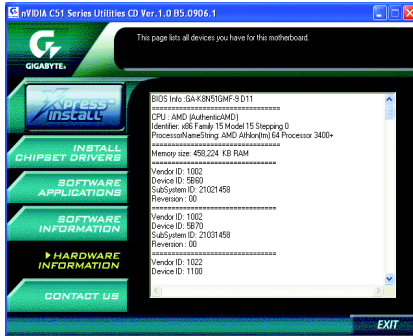 nVIDIA C51 Series Utilities CD Ver.1.0 B5.0906.1
GIGABYTE
This page lists all devices you have for this motherboard.
Xpress
INSTALL
INSTALL
CHIPSET DRIVERS
SOFTWARE
APPLICATIONS
SOFTWARE
INFORMATION
HARDWARE
INFORMATION
CONTACT US
BIOS Info :GA-K8N51GMF-9 D11
==============================
CPU : AMD (AuthenticAMD)
Identifier: x86 Family 15 Model 15 Stepping 0
ProcessorNameString: AMD Athlon(tm) 64 Processor 3400+
==============================
Memory size: 458,224 KB RAM
==============================
Vendor ID: 1002
Device ID: 5B60
SubSystem ID: 21021458
Reversion : 00
==============================
Vendor ID: 1002
Device ID: 5B70
SubSystem ID: 21031458
Reversion : 00
==============================
Vendor ID: 1022
Device ID: 1100
EXIT